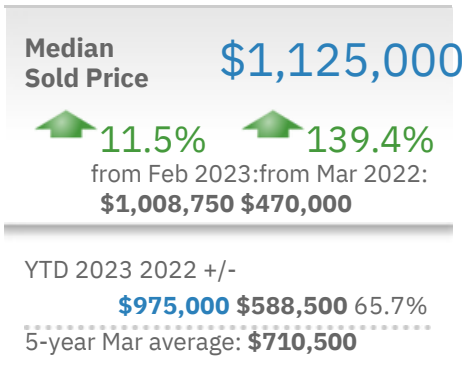 Median
Sold Price
$1,125,000
11.5% 139.4%
from Feb 2023:from Mar 2022:
$1,008,750 $470,000
YTD 2023 2022 +/-
$975,000 $588,500 65.7%
5-year Mar average: $710,500